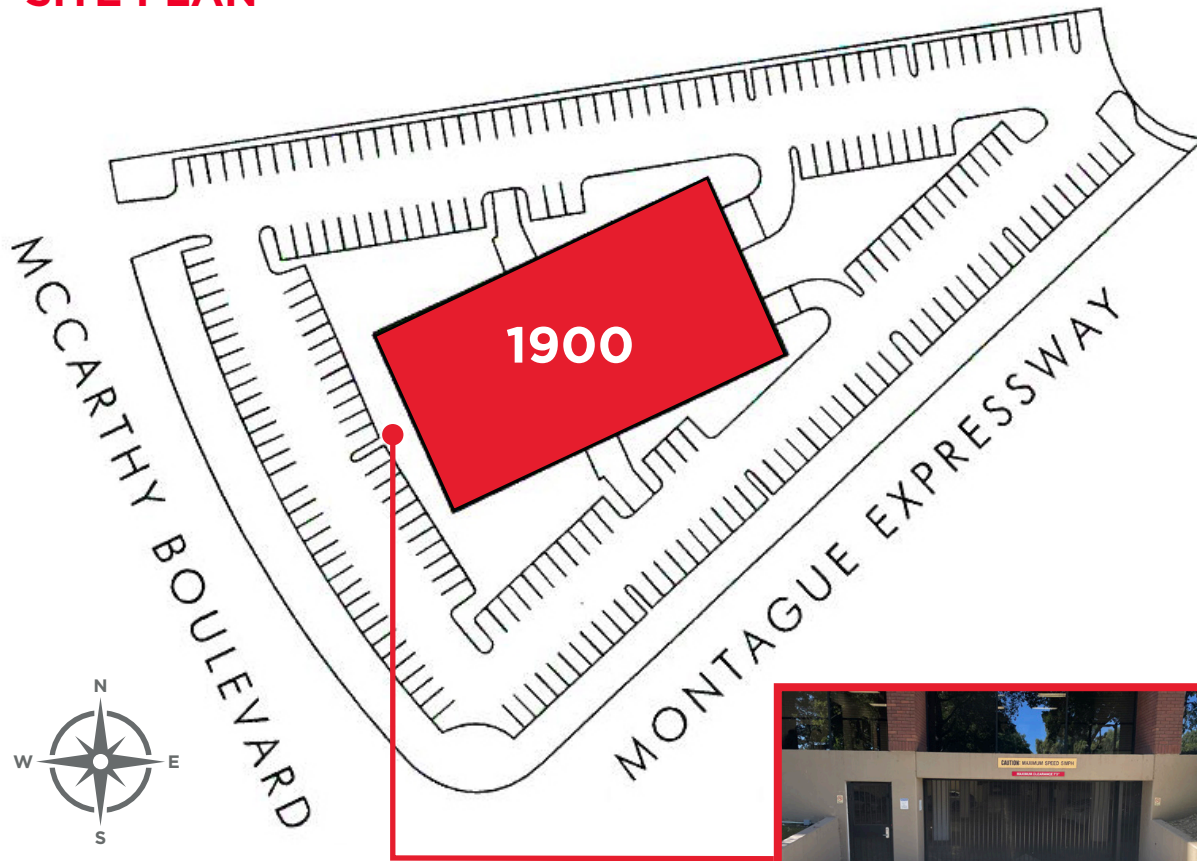 SITE PLAN
1900
MCCARTHY BOULEVARD
MONTAGUE EXPRESSWAY
N
W
E
S
CAUTION MAXIMUM SPEED 5MPH